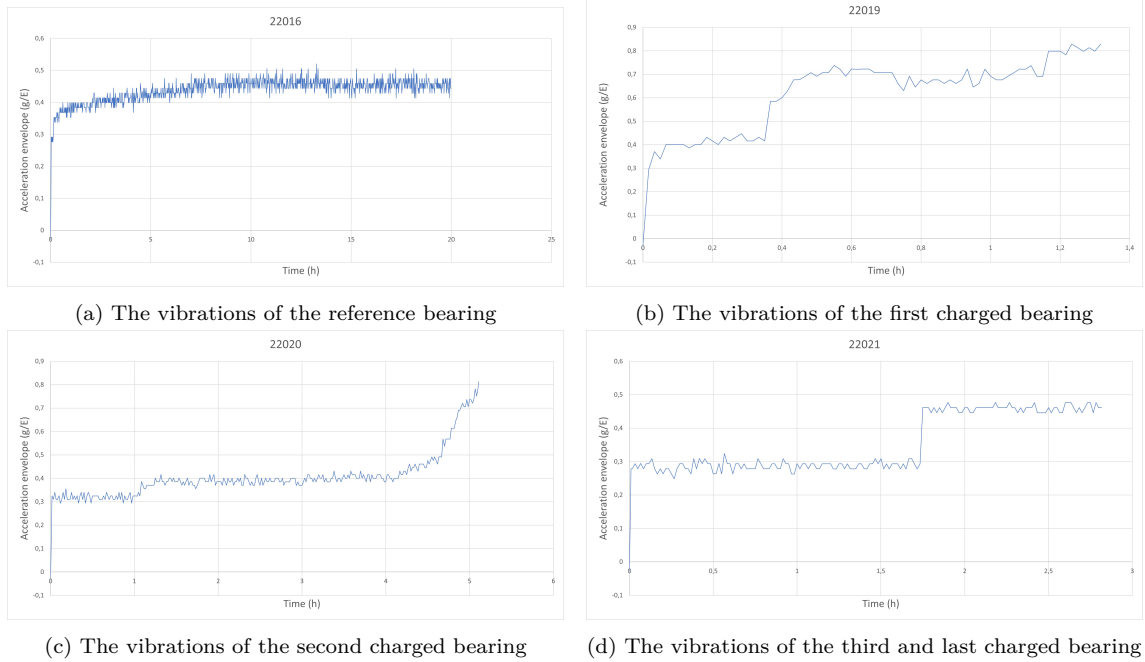 22016
0,6
0,5
0,4
0,3
0,2
0,1
0
-0,1
Acceleration envelope (g/E)
0 5 10 15 20 25
Time (h)
(a) The vibrations of the reference bearing
22019
0,9
0,8
0,7
0,6
0,5
0,4
0,3
0,2
0,1
0
-0,1
Acceleration envelope (g/E)
0 0,2 0,4 0,6 0,8 1 1,2 1,4
Time (h)
(b) The vibrations of the first charged bearing
22020
0,9
0,8
0,7
0,6
0,5
0,4
0,3
0,2
0,1
0
-0,1
Acceleration envelope (g/E)
0 1 2 3 4 5 6
Time (h)
(c) The vibrations of the second charged bearing
22021
0,6
0,5
0,4
0,3
0,2
0,1
0
-0,1
Acceleration envelope (g/E)
0 0,5 1 1,5 2 2,5 3
Time (h)
(d) The vibrations of the third and last charged bearing